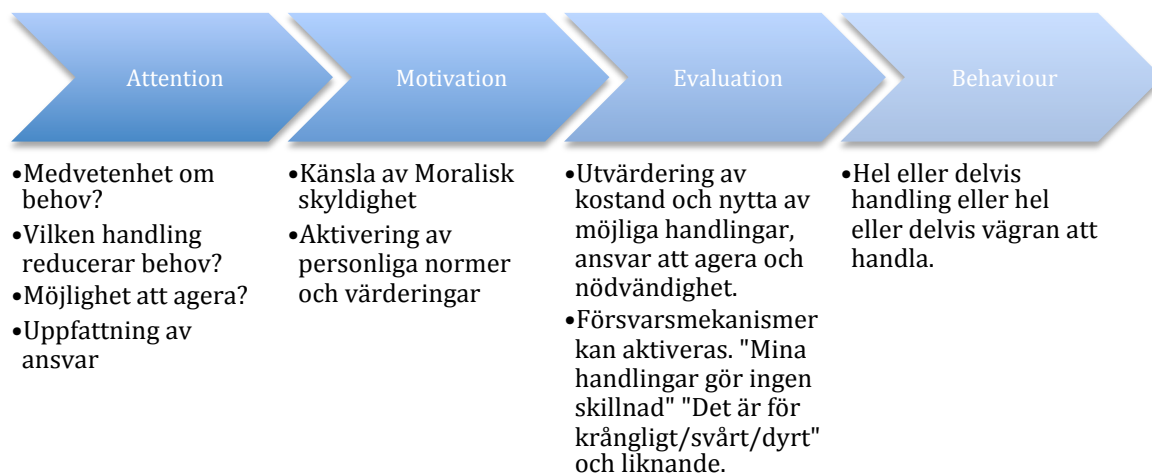 Attention
Motivation
Evaluation
Behaviour
•Medvetenhet om
behov?
•Vilken handling
reducerar behov?
•Möjlighet att agera?
•Uppfattning av
ansvar
•Känsla av Moralisk
skyldighet
•Aktivering av
personliga normer
och värderingar
•Utvärdering av
kostand och nytta av
möjliga handlingar,
ansvar att agera och
nödvändighet.
•Försvarsmekanismer
kan aktiveras. "Mina
handlingar gör ingen
skillnad" "Det är för
krångligt/svårt/dyrt"
och liknande.
•Hel eller delvis
handling eller hel
eller delvis vägran att
handla.